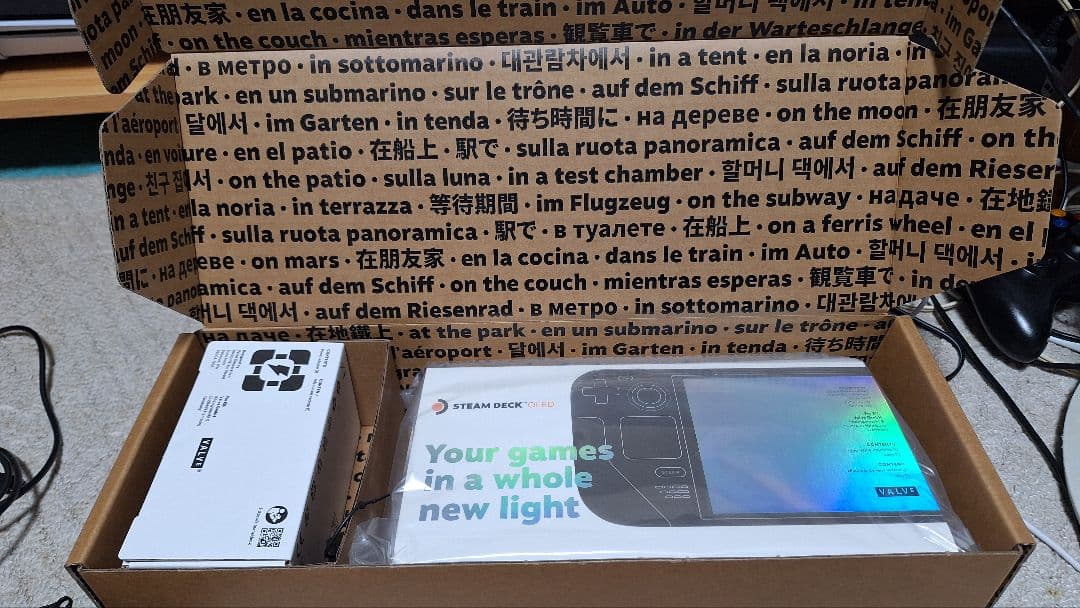 在朋友家 · en la cocina · dans le train · im Auto · 할머니 댁에서 · im
moon
on the couch · mientras esperas · 観覧車で · in der Warteschlange
в метро · in sottomarino · 대관람차에서 · in a tent · en la noria · in
at the park · en un submarino · sur le trône · auf dem Schiff · sulla ruota panoramica
à l'aéroport · 달에서 · im Garten · in tenda · 待ち時間に · на дереве · on the moon · 在朋友家
en voiture · en el patio · 在船上 · 駅で · sulla ruota panoramica · auf dem Schiff · on the
친구 집에서 · on the patio · sulla luna · in a test chamber · 할머니 댁에서 · auf dem Riesenr
in a tent · en la noria · in terrazza · 等待期間 · im Flugzeug · on the subway · на даче · 在地鐵
auf dem Schiff · sulla ruota panoramica · 駅で · в туалете · 在船上 · on a ferris wheel · en el
на дереве · on mars · 在朋友家 · en la cocina · dans le train · im Auto · 할머니 댁에서
panoramica · auf dem Schiff · on the couch · mientras esperas · 観覧車で · in de
할머니 댁에서 · auf dem Riesenrad · в метро · in sottomarino · 대관람차에서
на даче · 在地鐵上 · at the park · en un submarino · sur le trône · auf dem Schiff
à l'aéroport · 달에서 · im Garten · in tenda · 待ち時間
VALVE
STEAM DECK OLED
Your games
in a whole
new light
STEAM
CONTENTS
VALVE